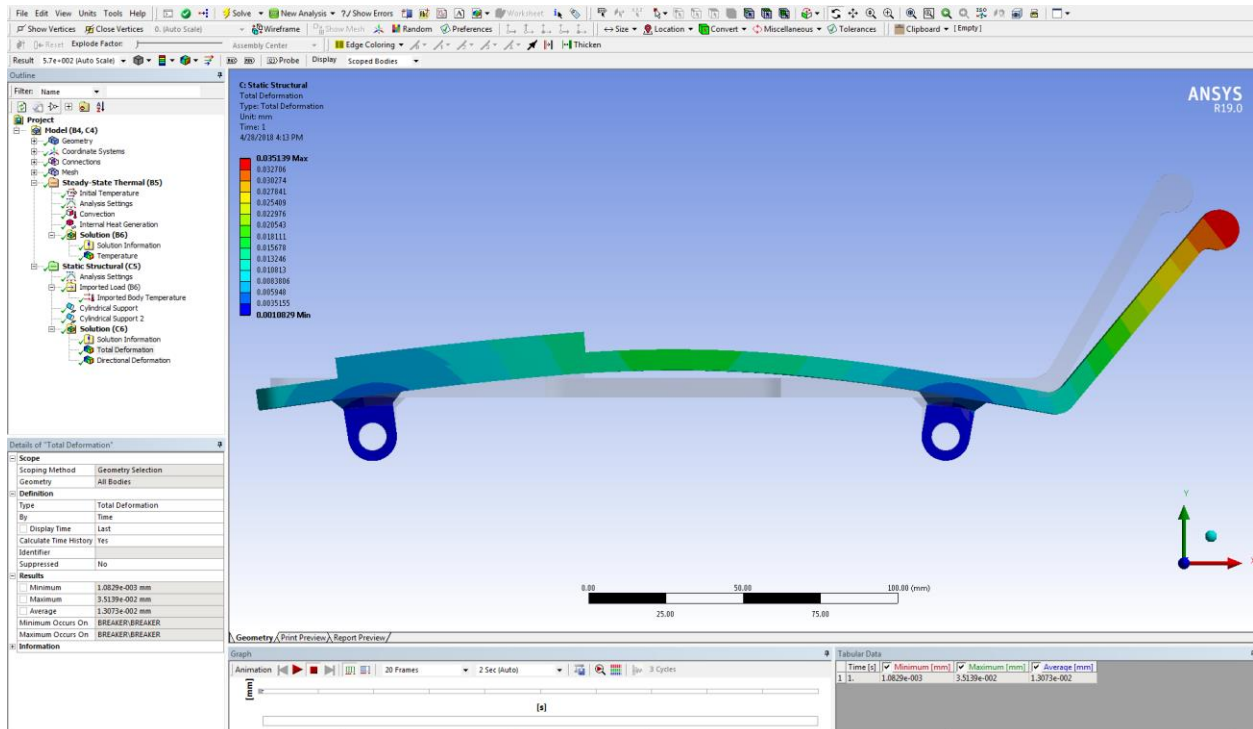 File Edit View Units Tools Help Solve New Analysis ?/ Show Errors Worksheet
Show Vertices Close Vertices 0. (Auto Scale) Wireframe Show Mesh Random Preferences Size Location Convert Miscellaneous Tolerances Clipboard [Empty]
Reset Explode Factor: Assembly Center Edge Coloring Thicken
Result 5.7e+002 (Auto Scale) Probe Display Scoped Bodies
Outline
Filter: Name
Project
Model (B4, C4)
Geometry
Coordinate Systems
Connections
Mesh
Steady-State Thermal (B5)
Initial Temperature
Analysis Settings
Convection
Internal Heat Generation
Solution (B6)
Solution Information
Temperature
Static Structural (C5)
Analysis Settings
Imported Load (B6)
Imported Body Temperature
Cylindrical Support
Cylindrical Support 2
Solution (C6)
Solution Information
Total Deformation
Directional Deformation
Details of "Total Deformation"
Scope
Scoping Method Geometry Selection
Geometry All Bodies
Definition
Type Total Deformation
By Time
Display Time Last
Calculate Time History Yes
Identifier
Suppressed No
Results
Minimum 1.0829e-003 mm
Maximum 3.5139e-002 mm
Average 1.3073e-002 mm
Minimum Occurs On BREAKER\BREAKER
Maximum Occurs On BREAKER\BREAKER
Information
C: Static Structural
Total Deformation
Type: Total Deformation
Unit: mm
Time: 1
4/28/2018 4:13 PM
0.035139 Max
0.032706
0.030274
0.027841
0.025409
0.022976
0.020543
0.018111
0.015678
0.013246
0.010813
0.0083806
0.005948
0.0035155
0.0010829 Min
ANSYS
R19.0
Y
X
0.00 50.00 100.00 (mm)
25.00 75.00
Geometry Print Preview Report Preview
Graph
Animation 20 Frames 2 Sec (Auto) 3 Cycles
[mm]
[s]
Tabular Data
Time [s] Minimum [mm] Maximum [mm] Average [mm]
1 1. 1.0829e-003 3.5139e-002 1.3073e-002